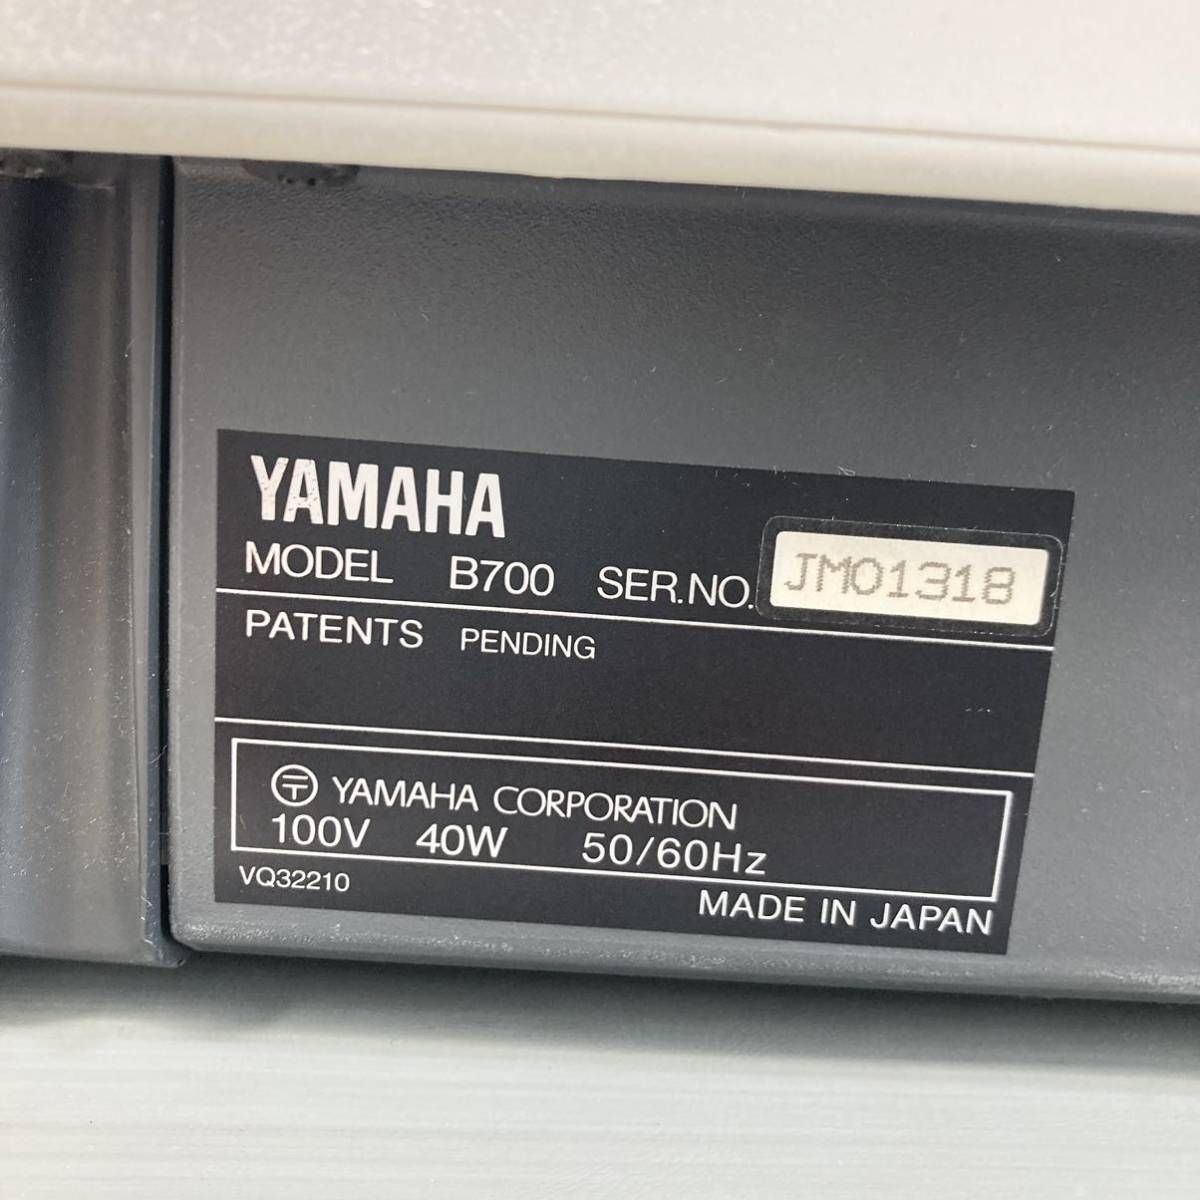 YAMAHA
MODEL B700 SER.NO. JM01318
PATENTS PENDING
〒 YAMAHA CORPORATION
100V 40W 50/60Hz
VQ32210
MADE IN JAPAN